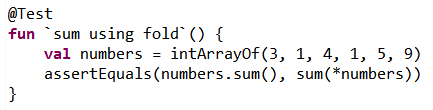 @Test
fun `sum using fold`() {
    val numbers = intArrayOf(3, 1, 4, 1, 5, 9)
    assertEquals(numbers.sum(), sum(*numbers))
}